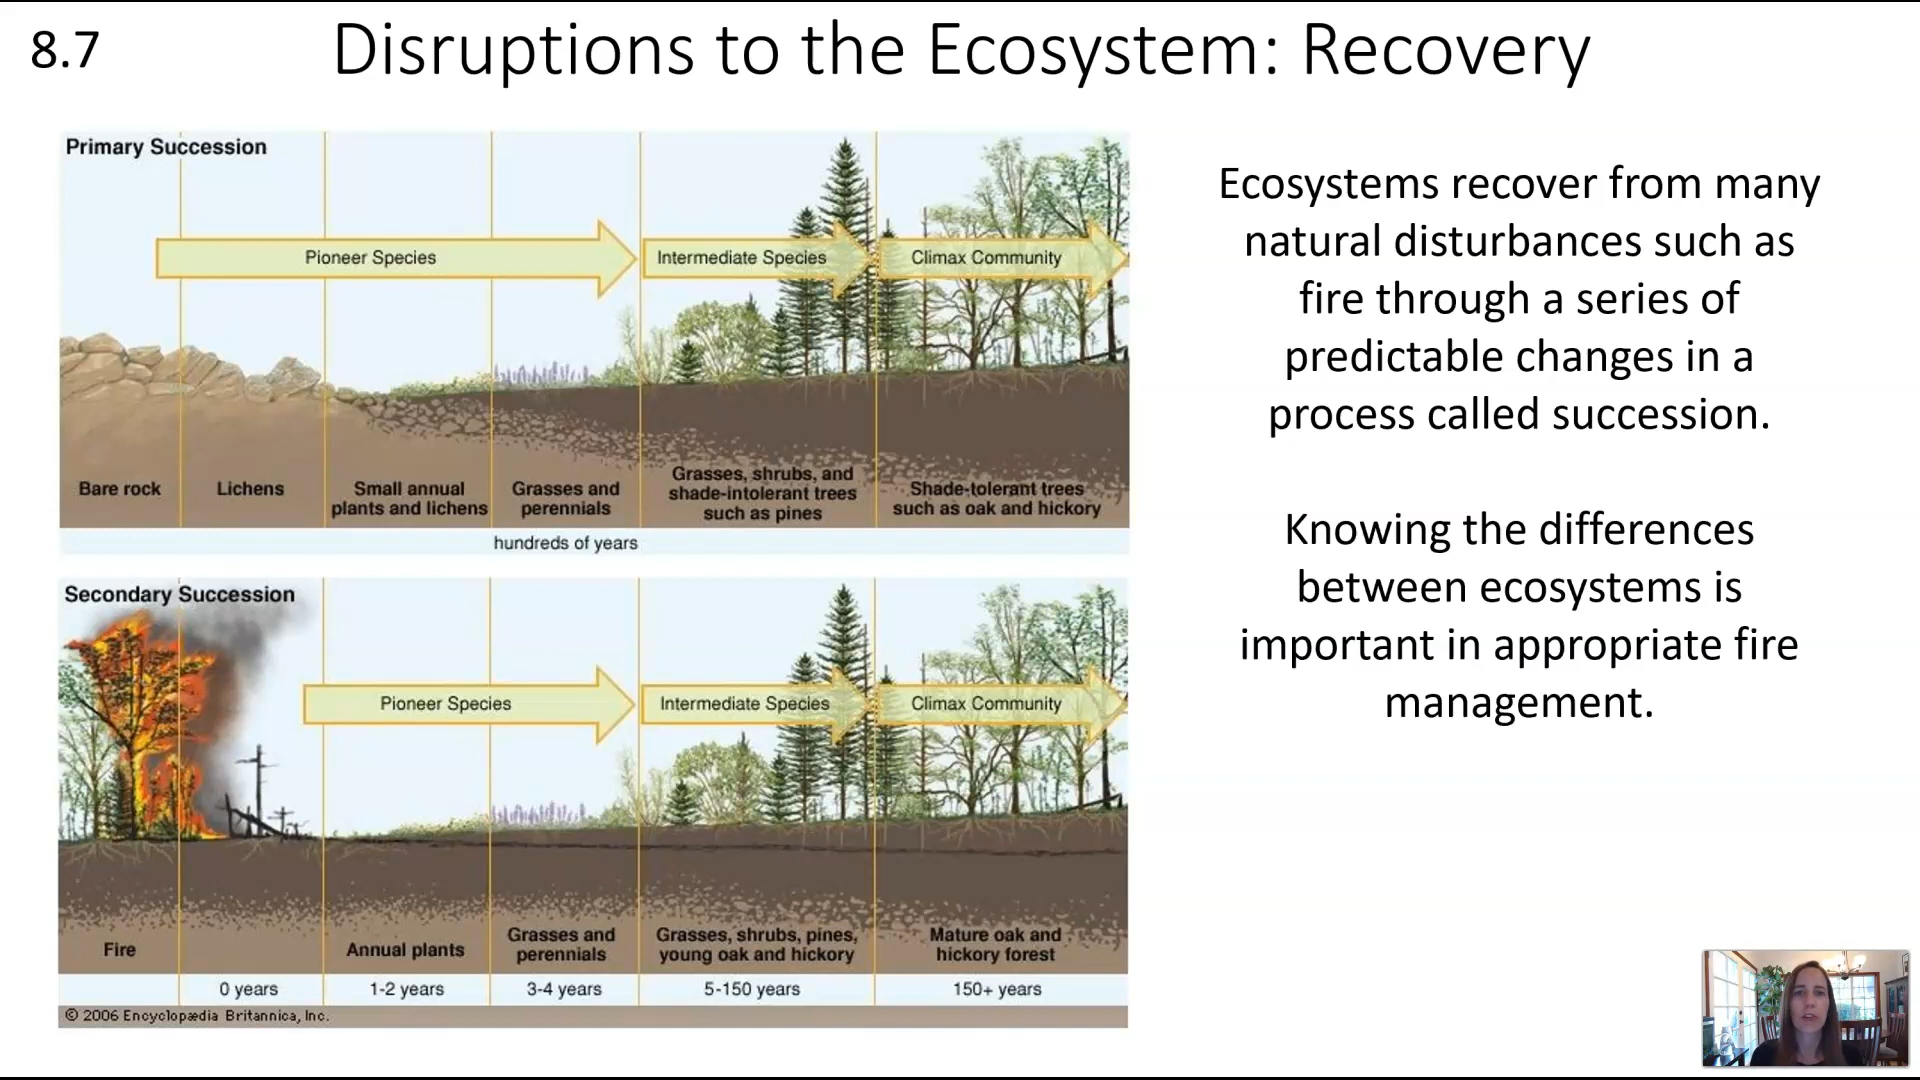 8.7
Disruptions to the Ecosystem: Recovery
Primary Succession
Pioneer Species
Intermediate Species
Climax Community
Bare rock
Lichens
Small annual
plants and lichens
Grasses and
perennials
Grasses, shrubs, and
shade-intolerant trees
such as pines
Shade-tolerant trees
such as oak and hickory
hundreds of years
Secondary Succession
Pioneer Species
Intermediate Species
Climax Community
Fire
Annual plants
Grasses and
perennials
Grasses, shrubs, pines,
young oak and hickory
Mature oak and
hickory forest
0 years
1-2 years
3-4 years
5-150 years
150+ years
© 2006 Encyclopædia Britannica, Inc.
Ecosystems recover from many
natural disturbances such as
fire through a series of
predictable changes in a
process called succession.
Knowing the differences
between ecosystems is
important in appropriate fire
management.